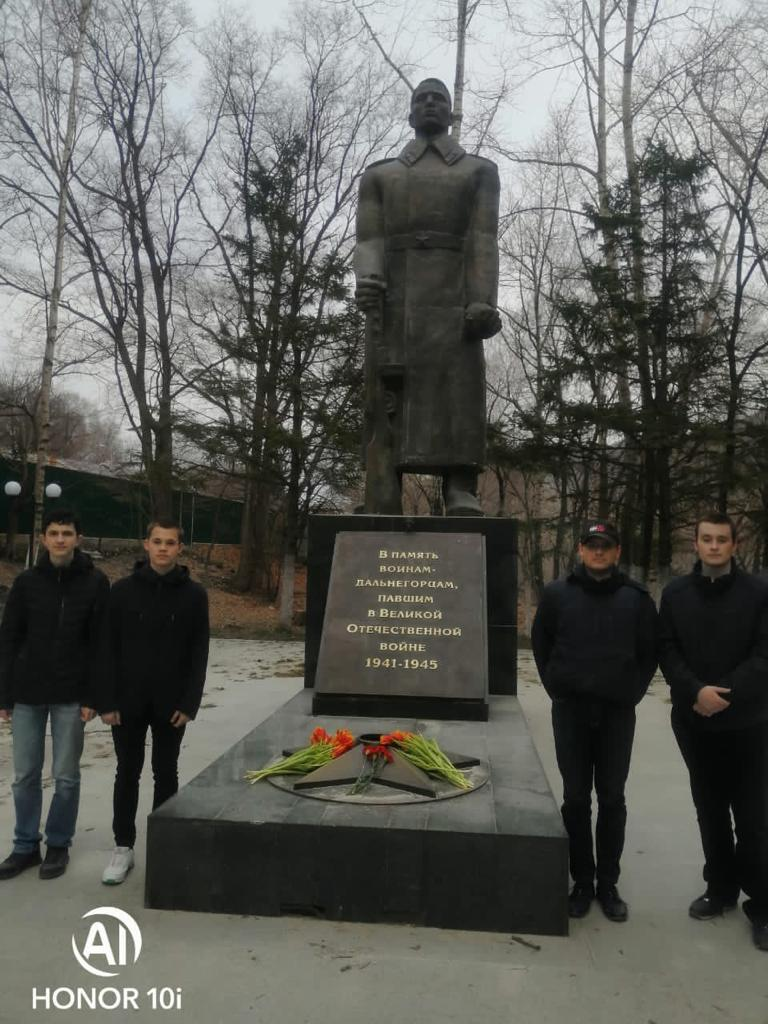 В память
воинам-
дальнегорцам,
павшим
в Великой
Отечественной
войне
1941-1945
AI
HONOR 10i